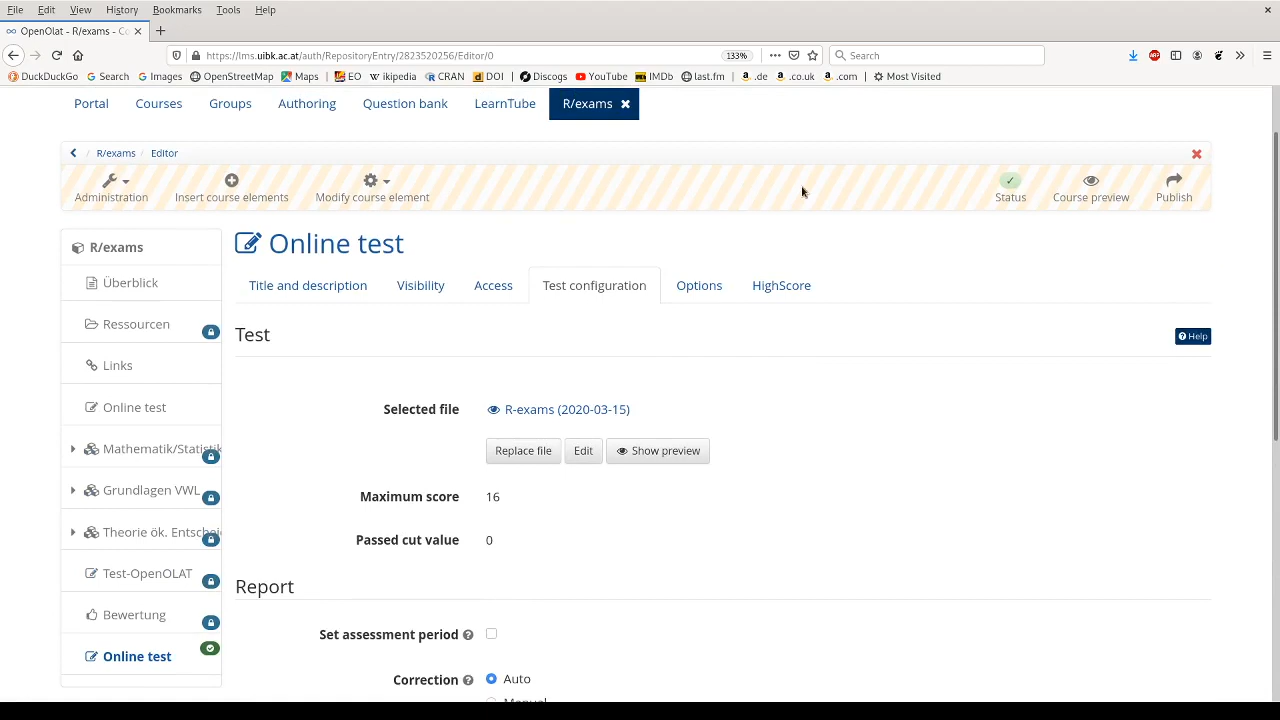 File Edit View History Bookmarks Tools Help
OpenOlat - R/exams - Co
https://lms.uibk.ac.at/auth/RepositoryEntry/2823520256/Editor/0 133% Search
DuckDuckGo Search Images OpenStreetMap Maps EO ikipedia CRAN DOI Discogs YouTube IMDb last.fm .de .co.uk .com Most Visited
Portal Courses Groups Authoring Question bank LearnTube R/exams
/ R/exams / Editor
Administration Insert course elements Modify course element Status Course preview Publish
R/exams
Überblick
Ressourcen
Links
Online test
Mathematik/Statistik
Grundlagen VWL
Theorie ök. Entschei
Test-OpenOLAT
Bewertung
Online test
Online test
Title and description Visibility Access Test configuration Options HighScore
Test Help
Selected file R-exams (2020-03-15)
Replace file Edit Show preview
Maximum score 16
Passed cut value 0
Report
Set assessment period
Correction Auto
Manual